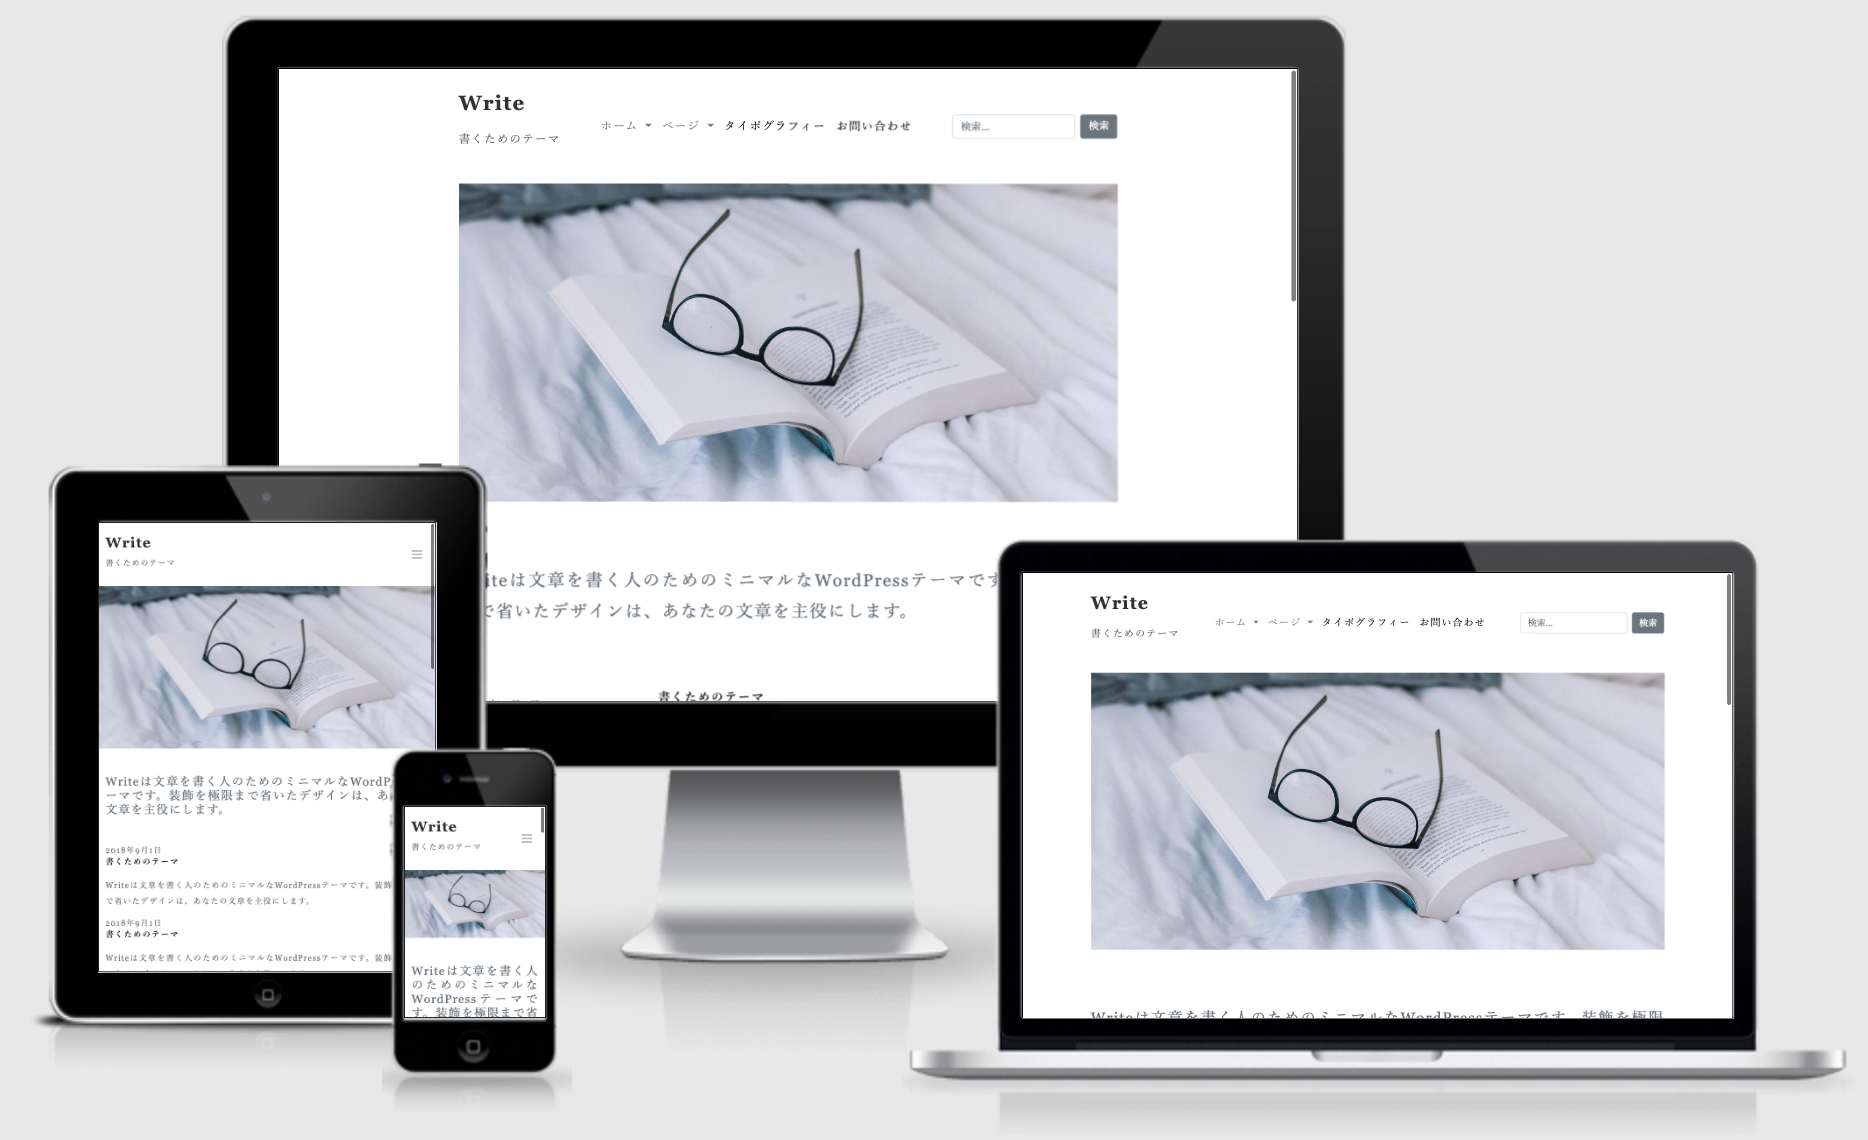 Write
書くためのテーマ
ホーム ページ タイポグラフィー お問い合わせ
検索...
検索
iteは文章を書く人のためのミニマルなWordPressテーマです
で省いたデザインは、あなたの文章を主役にします。
書くためのテーマ
Write
書くためのテーマ
Writeは文章を書く人のためのミニマルなWordP
ーマです。装飾を極限まで省いたデザインは、あ
文章を主役にします。
2018年9月1日
書くためのテーマ
Writeは文章を書く人のためのミニマルなWordPressテーマです。装飾
で省いたデザインは、あなたの文章を主役にします。
2018年9月1日
書くためのテーマ
Writeは文章を書く人のためのミニマルなWordPressテーマです。装飾
Write
書くためのテーマ
Writeは文章を書く人
のためのミニマルな
WordPressテーマで
す。装飾を極限まで省
Write
書くためのテーマ
ホーム ページ タイポグラフィー お問い合わせ
検索...
検索
Writeは文章を書く人のためのミニマルなWordPressテーマです。装飾を極限